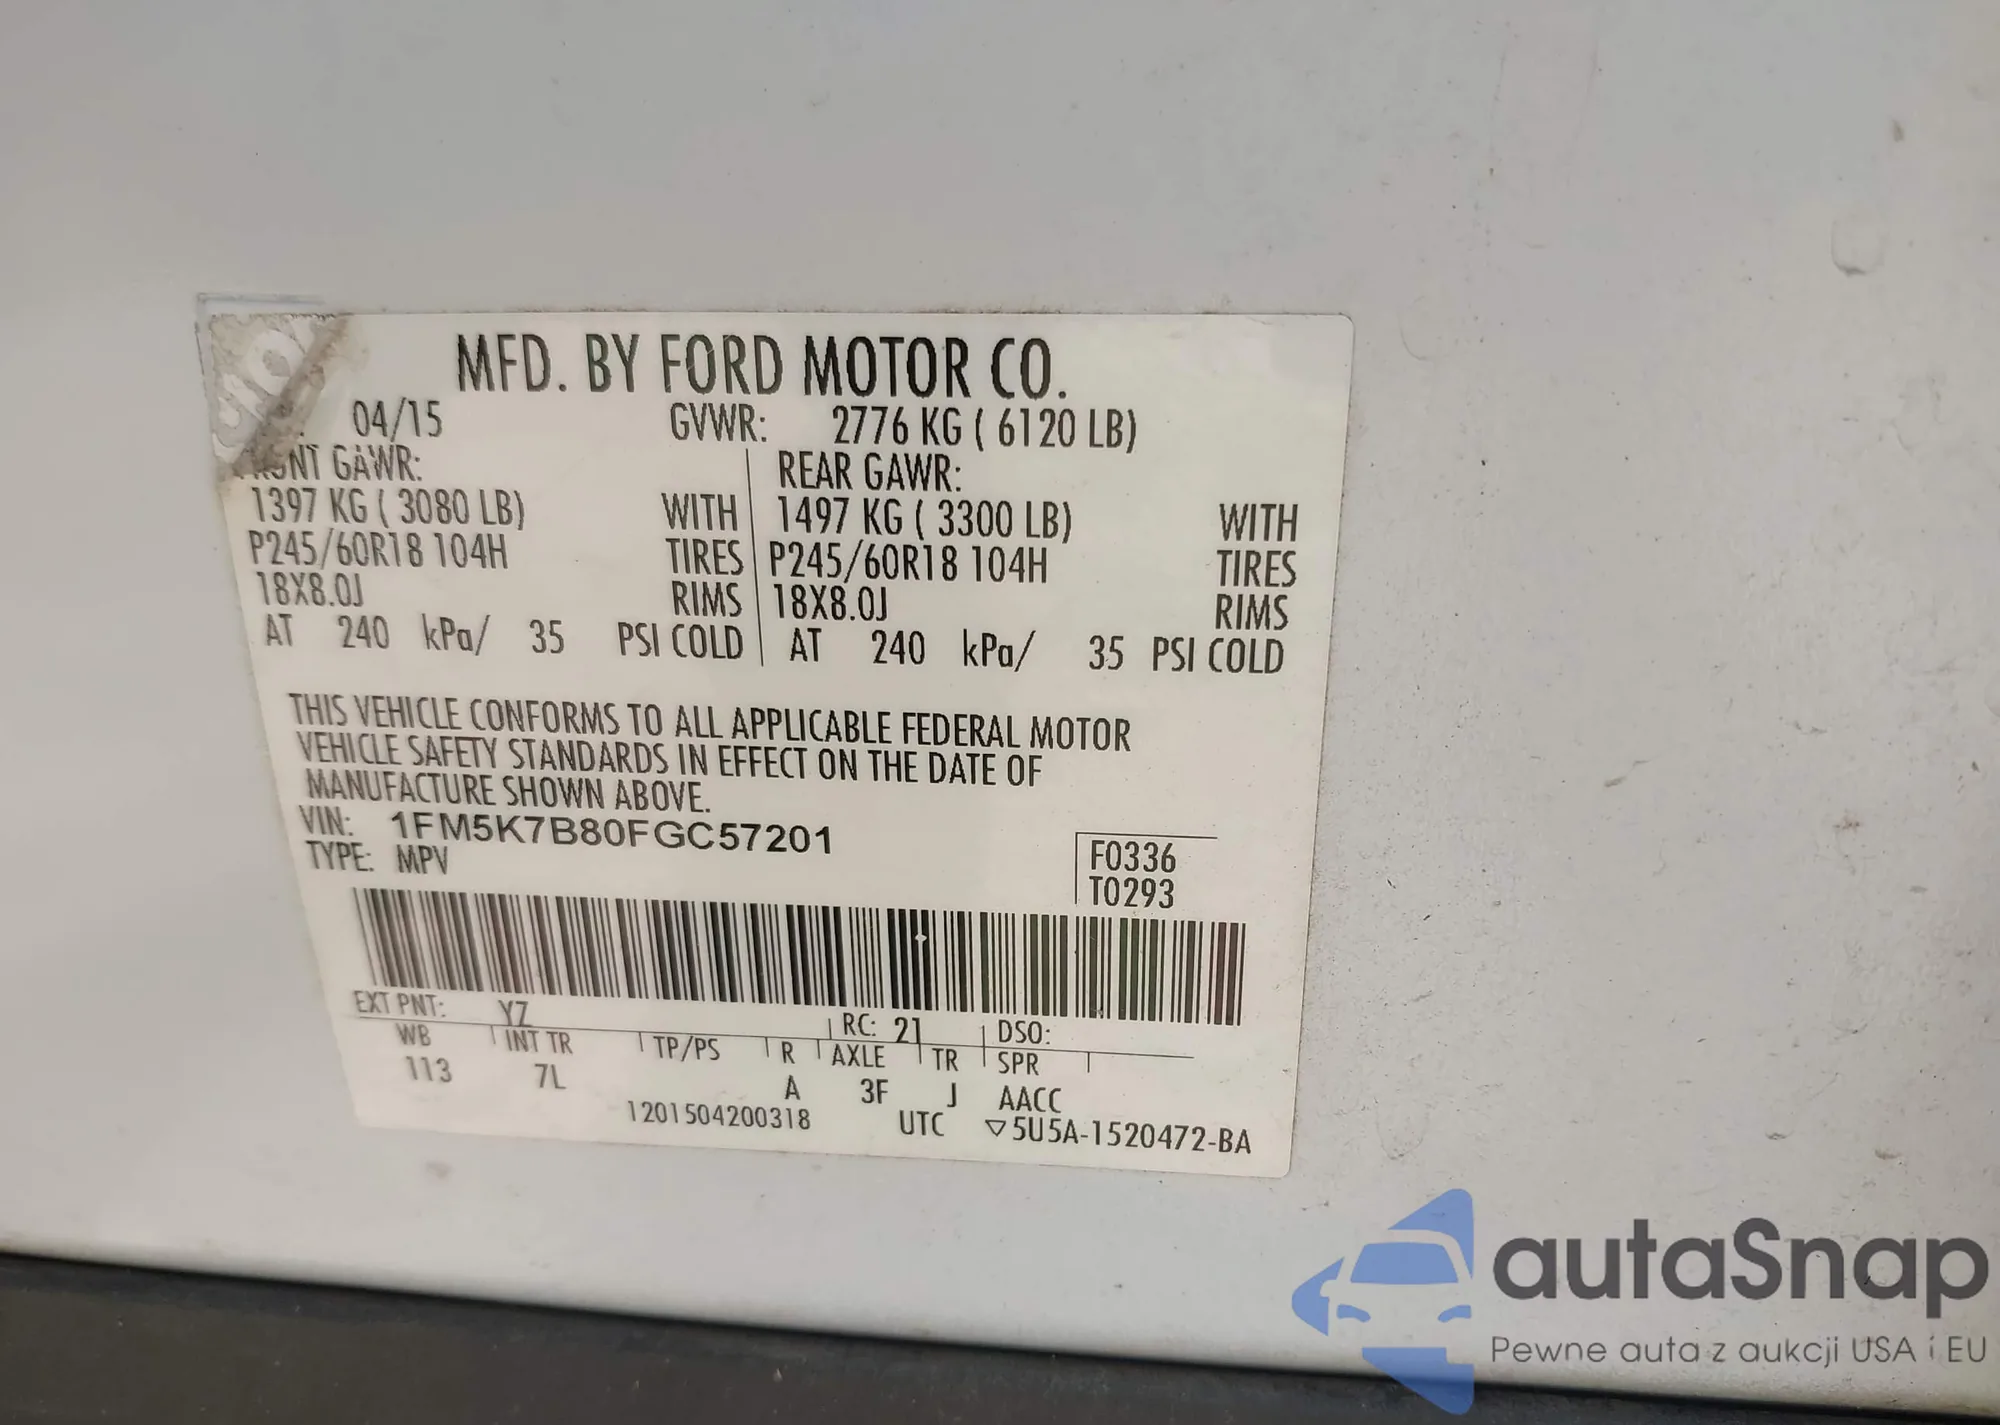 MFD. BY FORD MOTOR CO.
04/15 GVWR: 2776 KG ( 6120 LB)
GAWR: REAR GAWR:
1397 KG ( 3080 LB) WITH 1497 KG ( 3300 LB) WITH
P245/60R18 104H TIRES P245/60R18 104H TIRES
18X8.0J RIMS 18X8.0J RIMS
AT 240 kPa/ 35 PSI COLD AT 240 kPa/ 35 PSI COLD
THIS VEHICLE CONFORMS TO ALL APPLICABLE FEDERAL MOTOR
VEHICLE SAFETY STANDARDS IN EFFECT ON THE DATE OF
MANUFACTURE SHOWN ABOVE.
VIN: 1FM5K7B80FGC57201
TYPE: MPV
F0336
T0293
EXT PNT: YZ RC: 21 DSO:
WB INT TR TP/PS R AXLE TR SPR
113 7L A 3F J AACC
1201504200318 UTC ▽5U5A-1520472-BA
autaSnap
Pewne auta z aukcji USA i EU